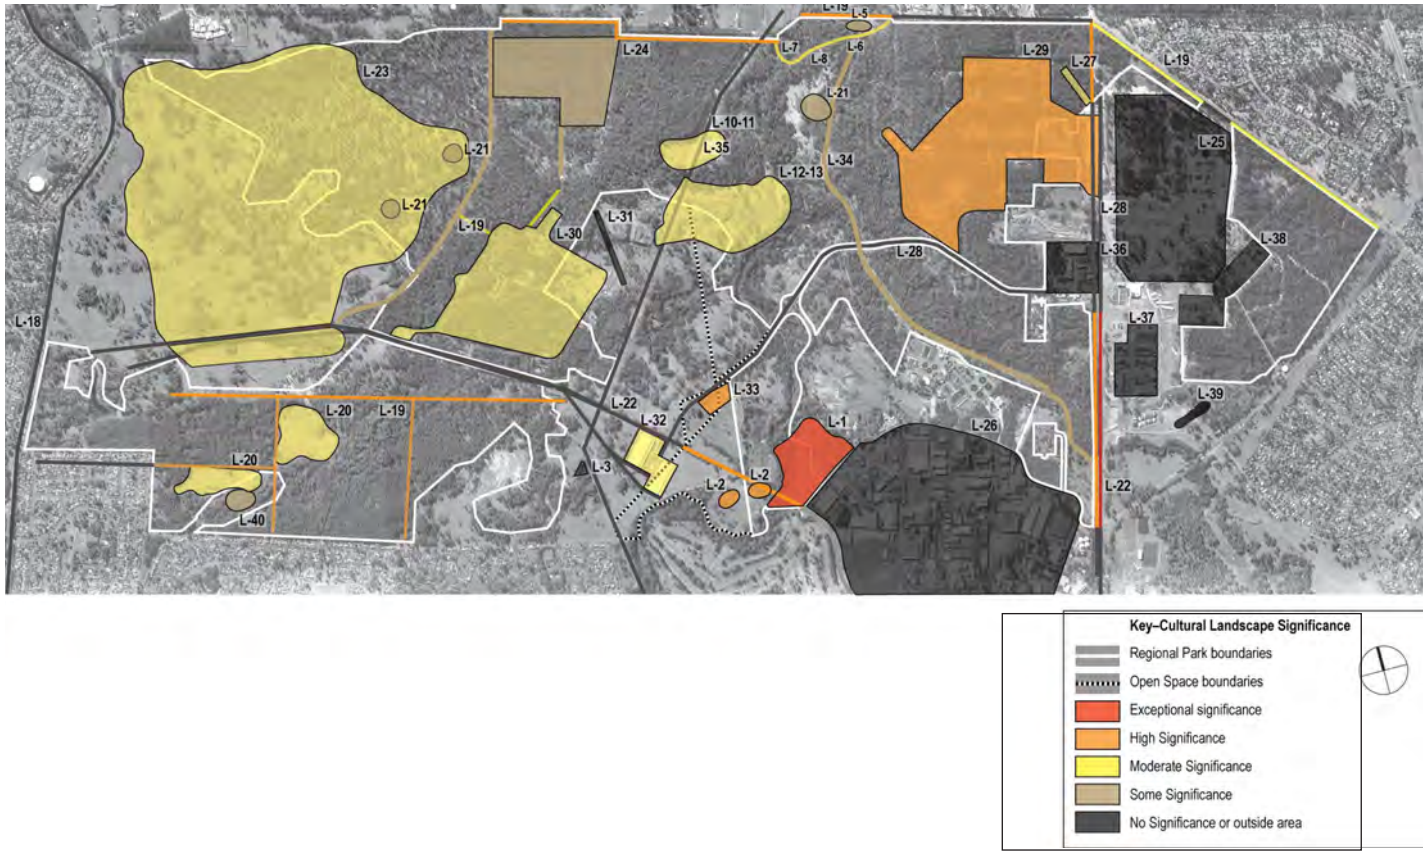 L-19
L-5
L-7
L-6
L-8
L-24
L-29
L-27
L-19
L-23
L-21
L-10-11
L-35
L-25
L-21
L-12-13
L-34
L-21
L-28
L-31
L-19
L-30
L-28
L-36
L-38
L-18
L-37
L-33
L-39
L-22
L-20
L-19
L-32
L-1
L-26
L-20
L-3
L-2
L-2
L-22
L-40
Key–Cultural Landscape Significance
Regional Park boundaries
Open Space boundaries
Exceptional significance
High Significance
Moderate Significance
Some Significance
No Significance or outside area